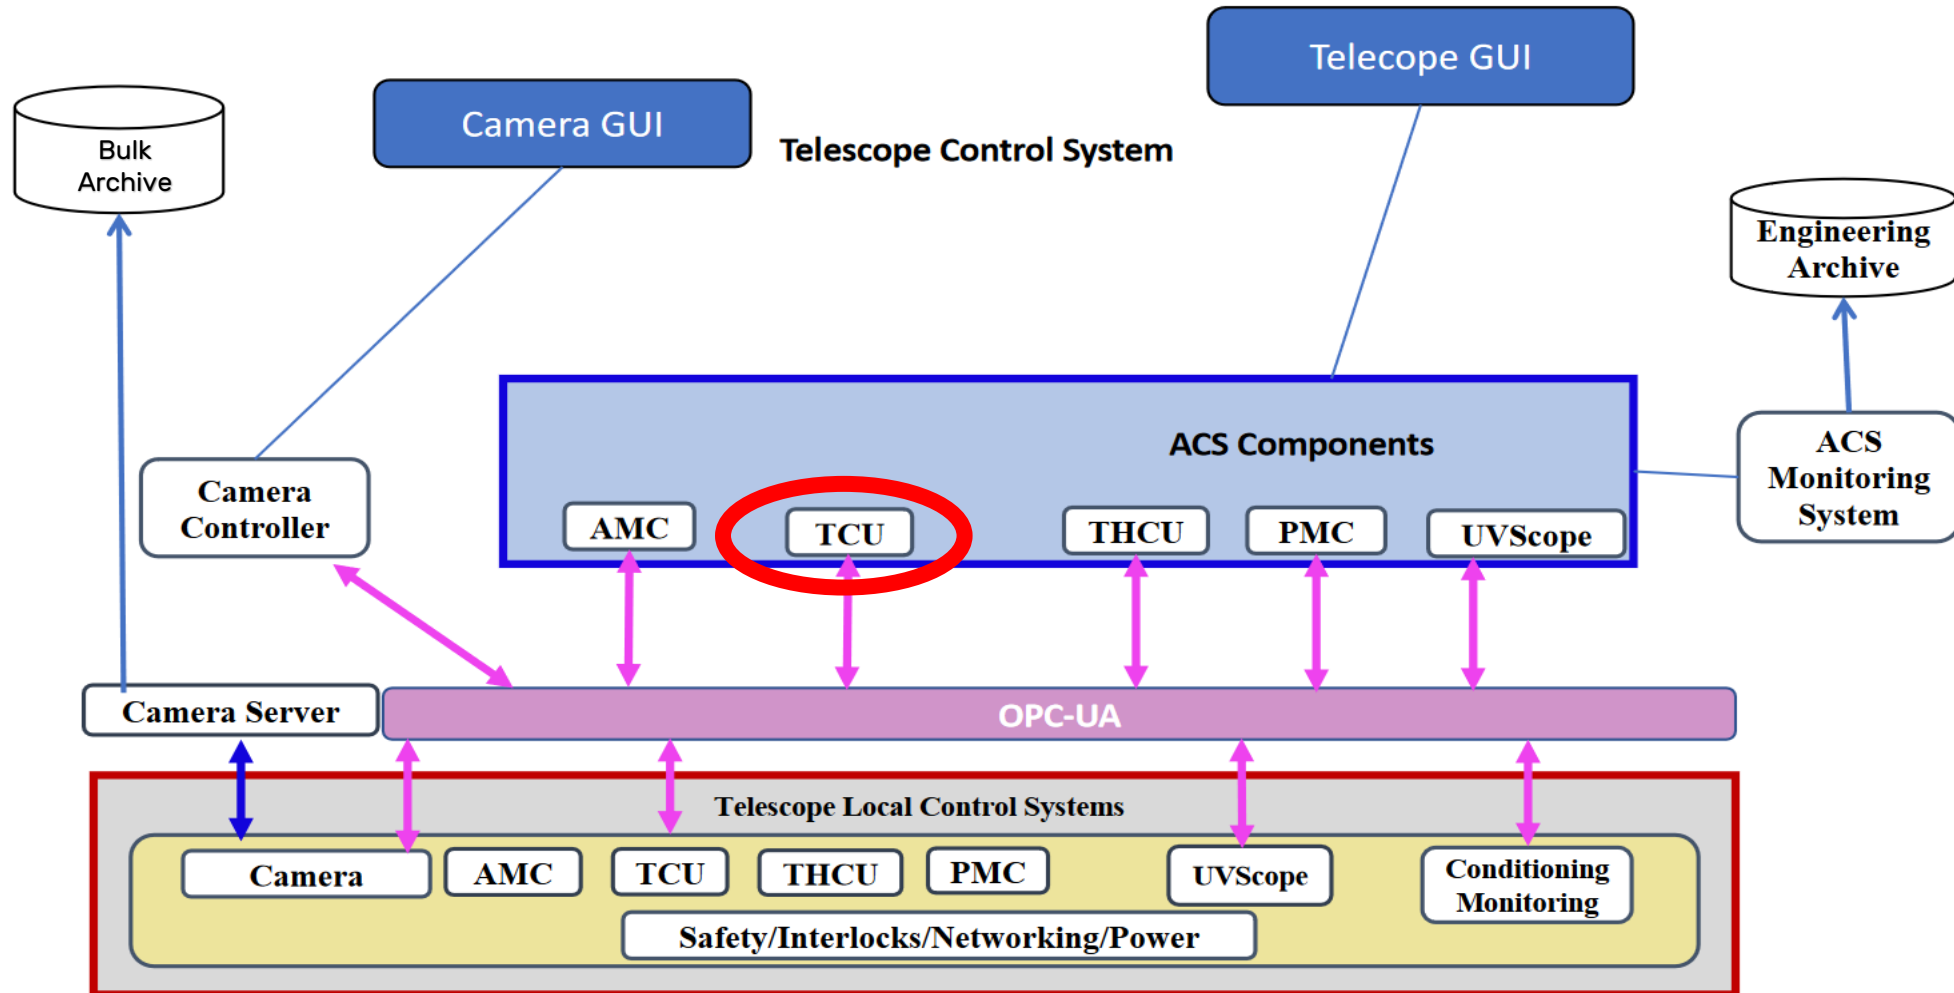 Telecope GUI
Camera GUI
Telescope Control System
Bulk
Archive
Engineering
Archive
ACS Components
ACS
Monitoring
System
Camera
Controller
AMC
TCU
THCU
PMC
UVScope
Camera Server
OPC-UA
Telescope Local Control Systems
Camera
AMC
TCU
THCU
PMC
UVScope
Conditioning
Monitoring
Safety/Interlocks/Networking/Power